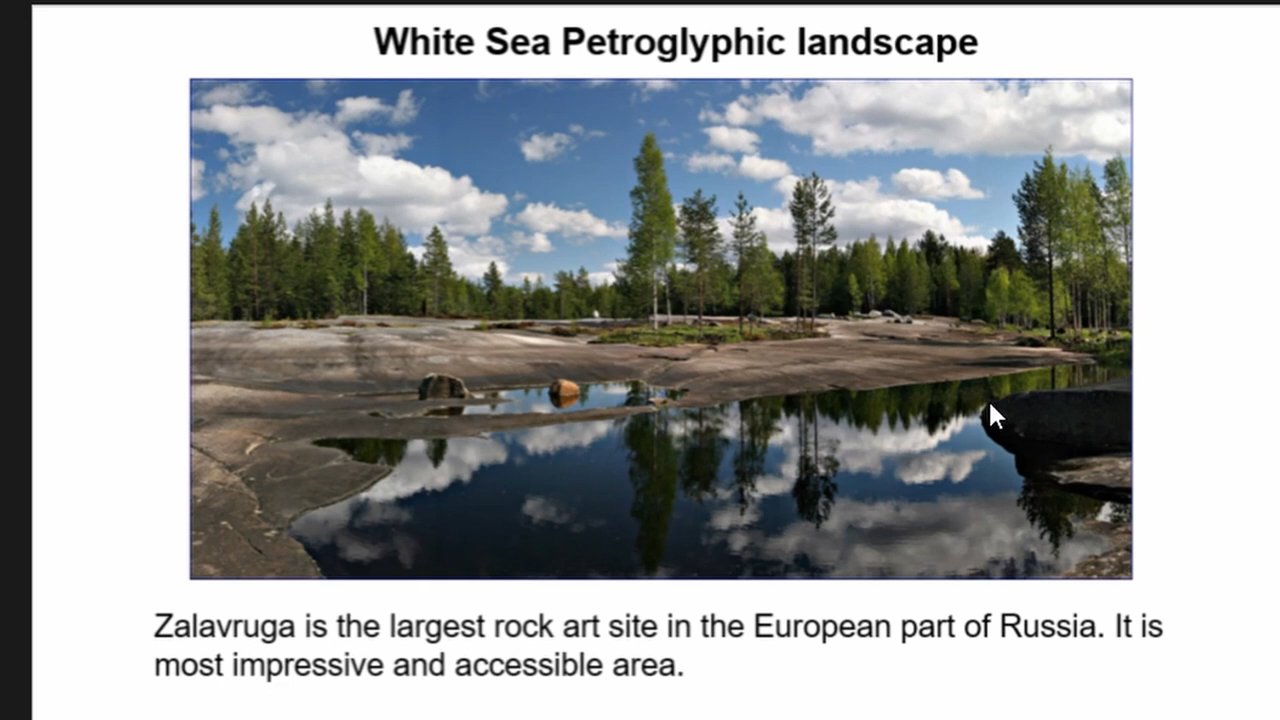 White Sea Petroglyphic landscape
Zalavruga is the largest rock art site in the European part of Russia. It is
most impressive and accessible area.